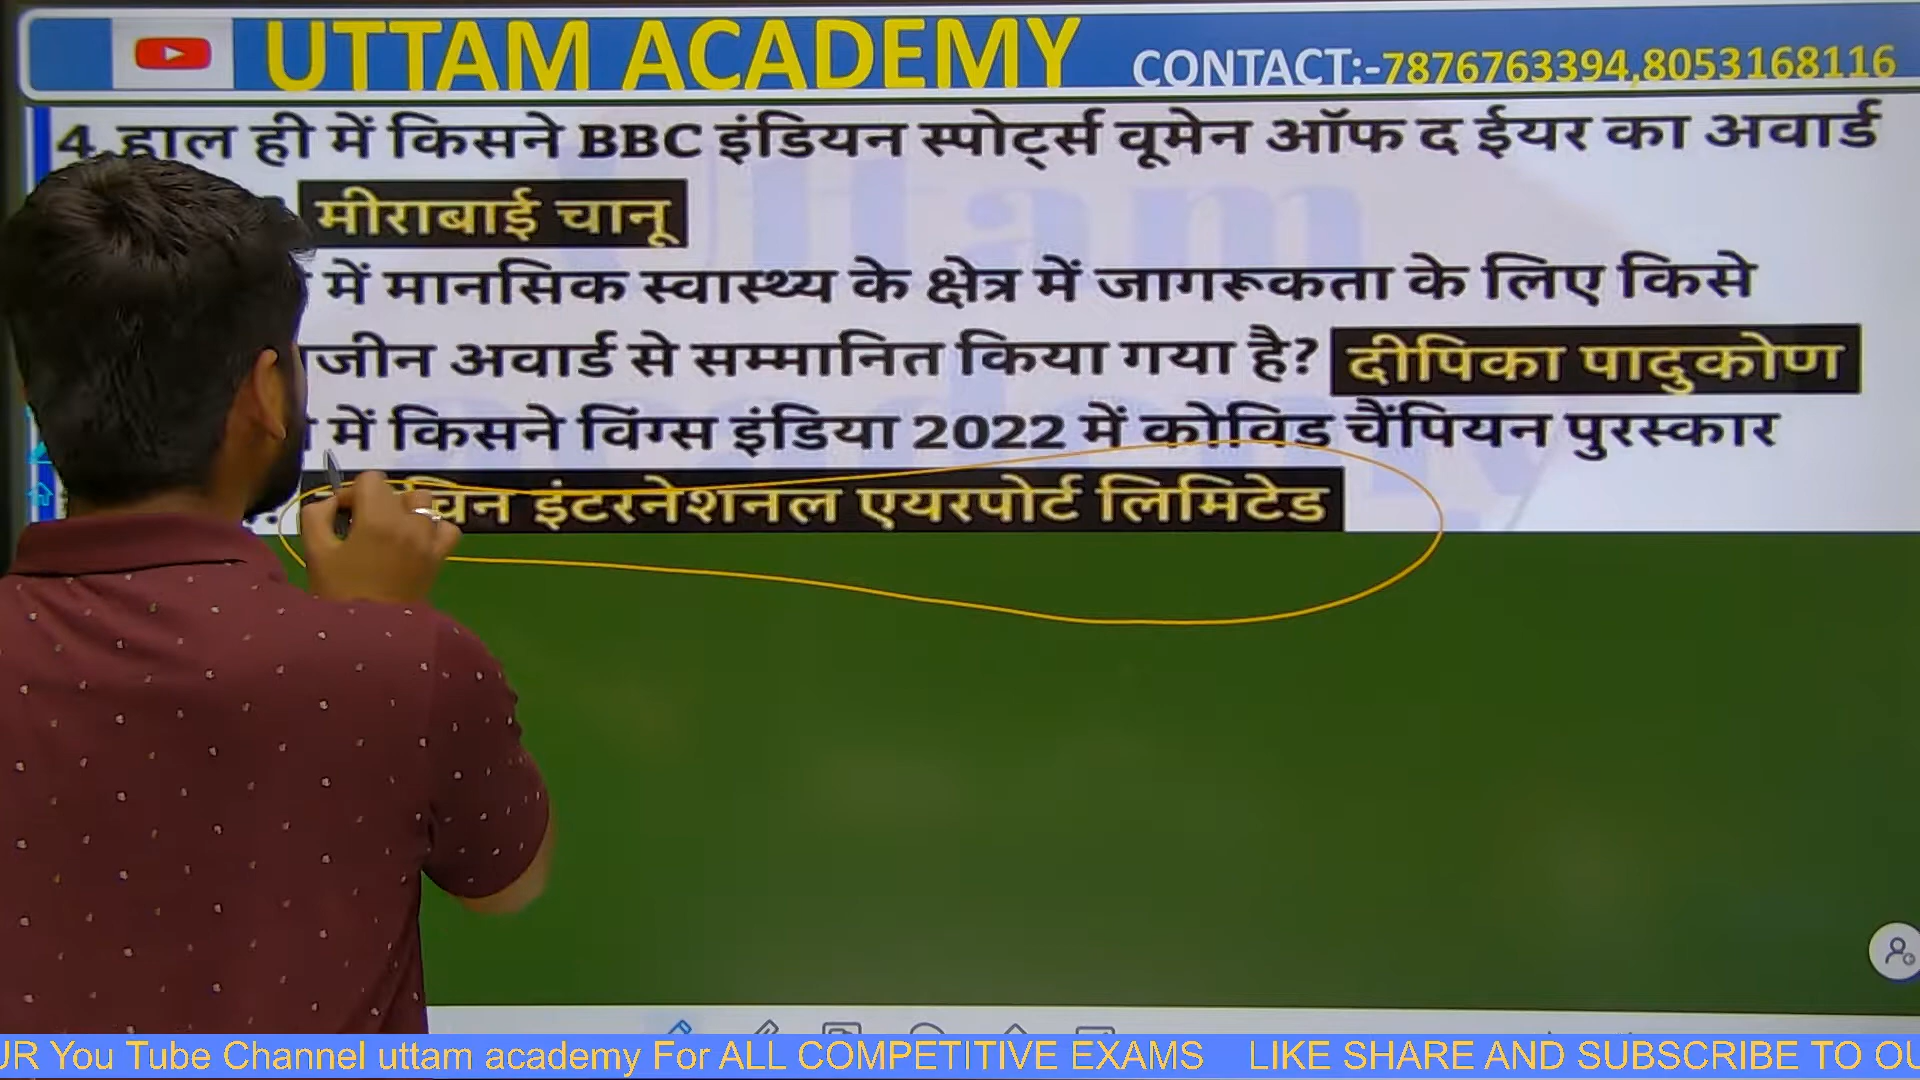 UTTAM ACADEMY CONTACT:-7876763394,8053168116
4. हाल ही में किसने BBC इंडियन स्पोर्ट्स वूमेन ऑफ द ईयर का अवार्ड
मीराबाई चानू
में मानसिक स्वास्थ्य के क्षेत्र में जागरूकता के लिए किसे
अवार्ड से सम्मानित किया गया है? दीपिका पादुकोण
में किसने विंग्स इंडिया 2022 में कोविड चैंपियन पुरस्कार
इंटरनेशनल एयरपोर्ट लिमिटेड
You Tube Channel uttam academy For ALL COMPETITIVE EXAMS LIKE SHARE AND SUBSCRIBE TO